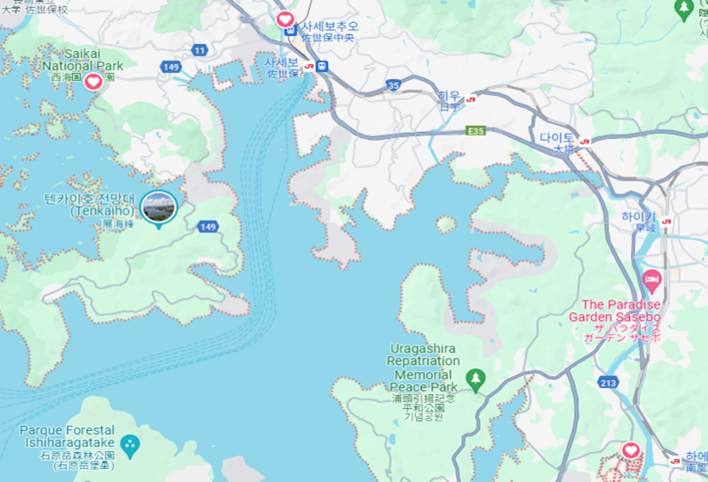 佐世保校
사세보추오
佐世保中央
11
Saikai
National Park
149
사세보
佐世保
JR
35
히우
日宇
JR
E35
다이토
大塔
JR
텐카이호 전망대
(Tenkaiho)
展海峰
149
하이키
早岐
JR
The Paradise
Garden Sasebo
ザ パラダイス
ガーデン サセボ
Uragashira
Repatriation
Memorial
Peace Park
浦頭引揚記念
平和公園
기념공원
213
Parque Forestal
Ishiharagatake
石原岳森林公園
(石原岳堡塁)
JR
하에